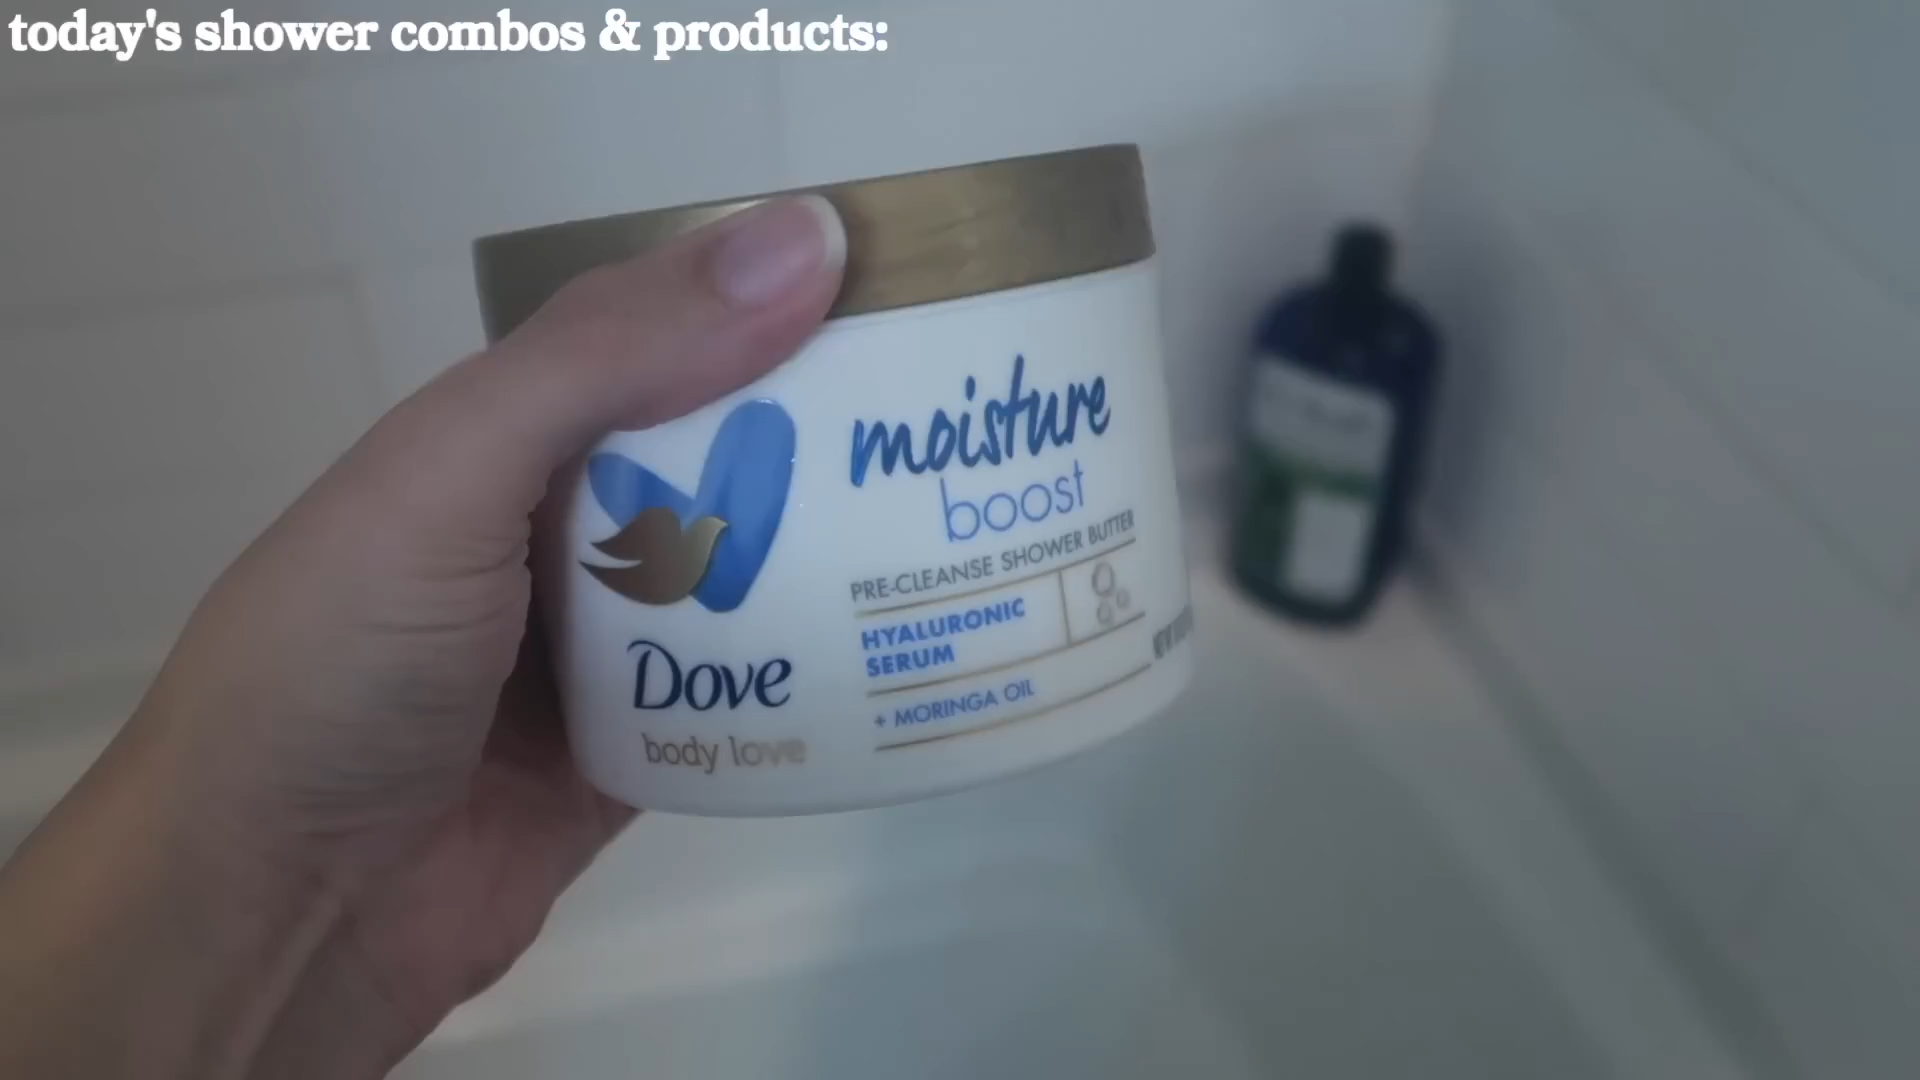 today's shower combos & products:
moisture
boost
PRE-CLEANSE SHOWER BUTTER
HYALURONIC
SERUM
+ MORINGA OIL
Dove
body love